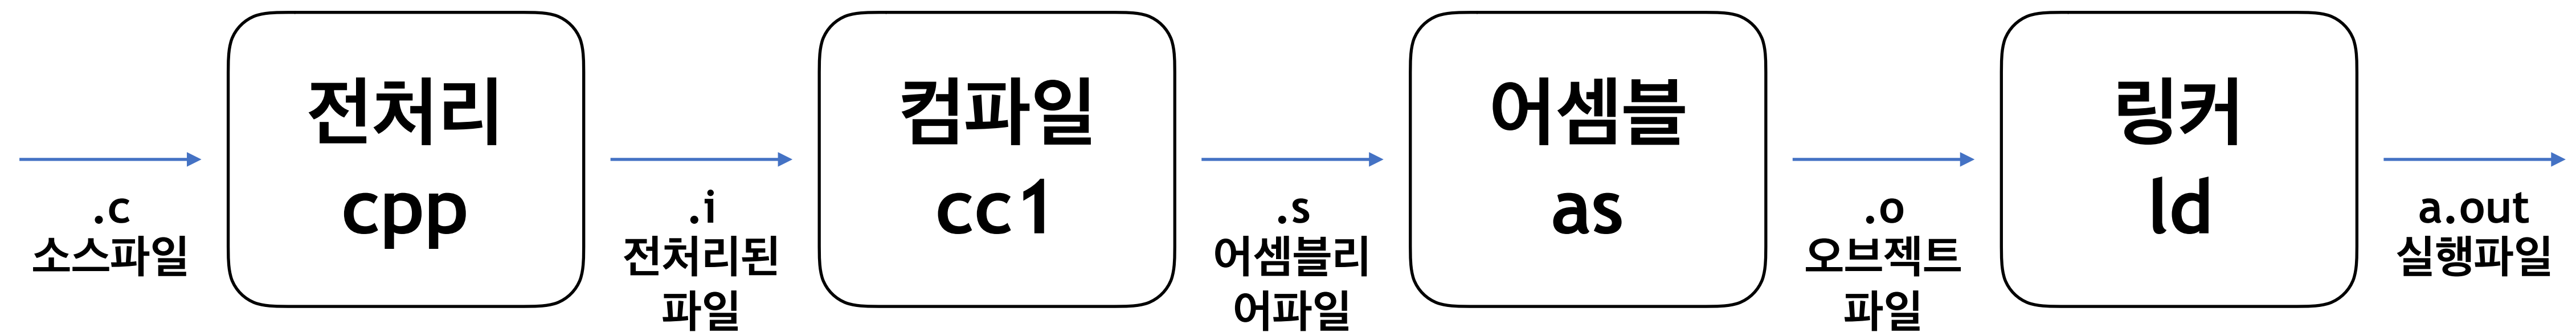 .c
소스파일
전처리
cpp
.i
전처리된
파일
컴파일
cc1
.s
어셈블리
어파일
어셈블
as
.o
오브젝트
파일
링커
ld
a.out
실행파일